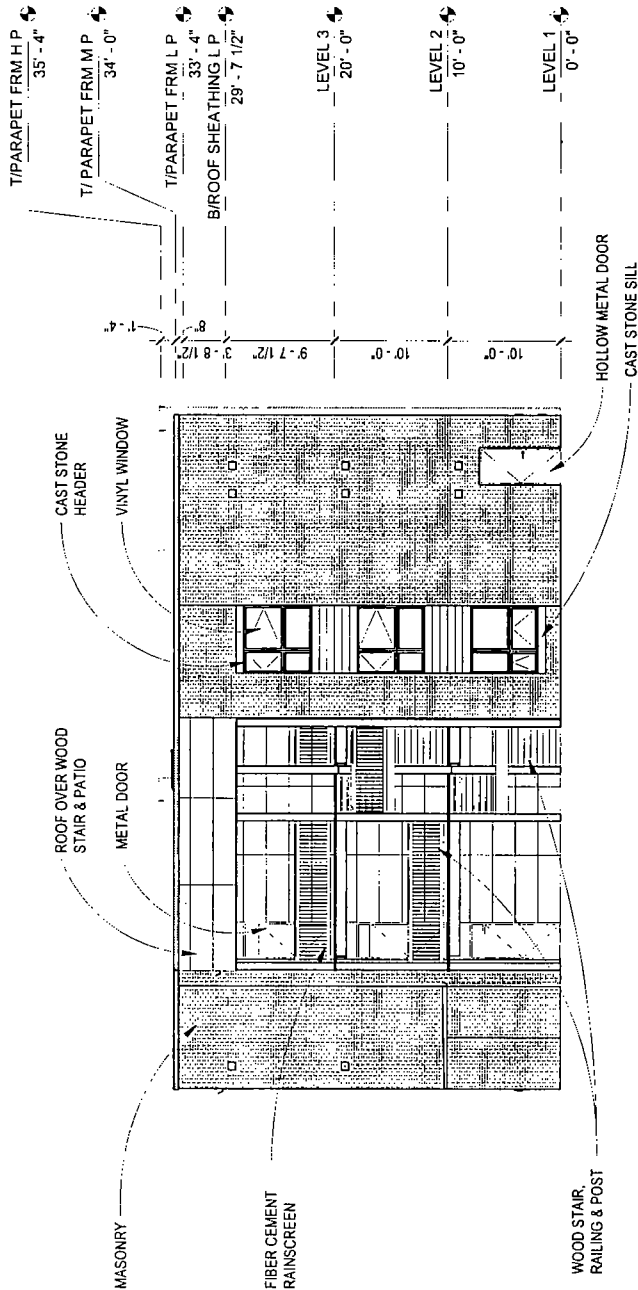 T/PARAPET FRM H P
35' - 4"
T/ PARAPET FRM M P
34' - 0"
T/PARAPET FRM L P
33' - 4"
B/ROOF SHEATHING L P
29' - 7 1/2"
LEVEL 3
20' - 0"
LEVEL 2
10' - 0"
LEVEL 1
0' - 0"
1' - 4"
8"
3' - 8 1/2"
9' - 7 1/2"
10' - 0"
10' - 0"
CAST STONE
HEADER
VINYL WINDOW
ROOF OVER WOOD
STAIR & PATIO
METAL DOOR
MASONRY
FIBER CEMENT
RAINSCREEN
WOOD STAIR,
RAILING & POST
HOLLOW METAL DOOR
CAST STONE SILL